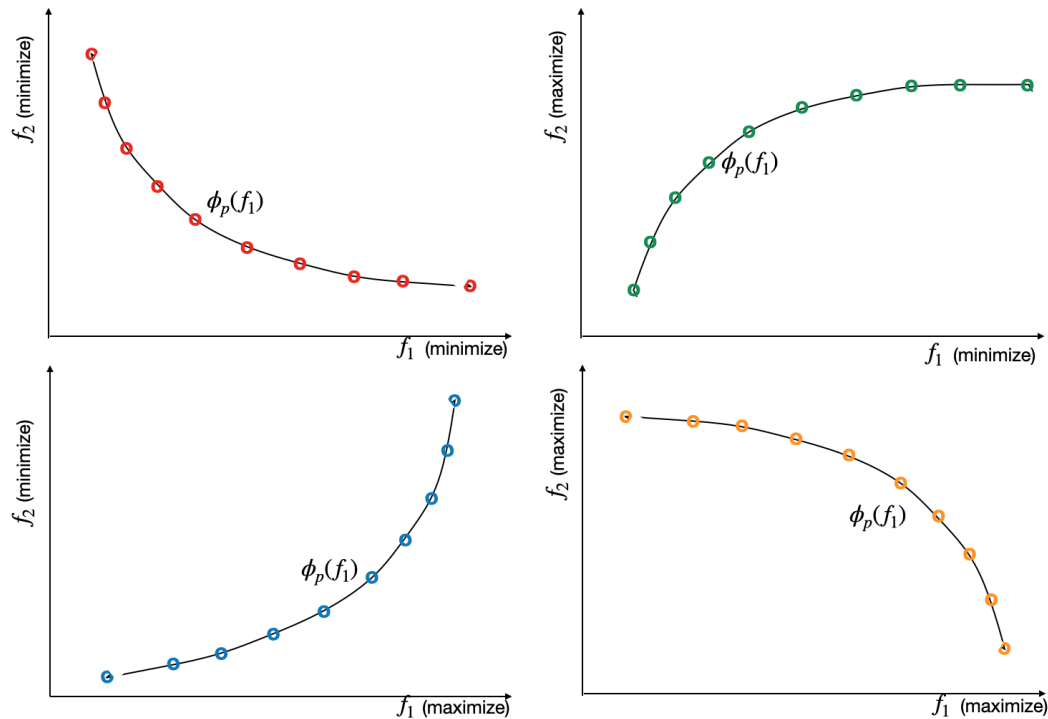 f₂ (minimize)
ϕₚ(f₁)
f₁ (minimize)
f₂ (maximize)
ϕₚ(f₁)
f₁ (minimize)
f₂ (minimize)
ϕₚ(f₁)
f₁ (maximize)
f₂ (maximize)
ϕₚ(f₁)
f₁ (maximize)